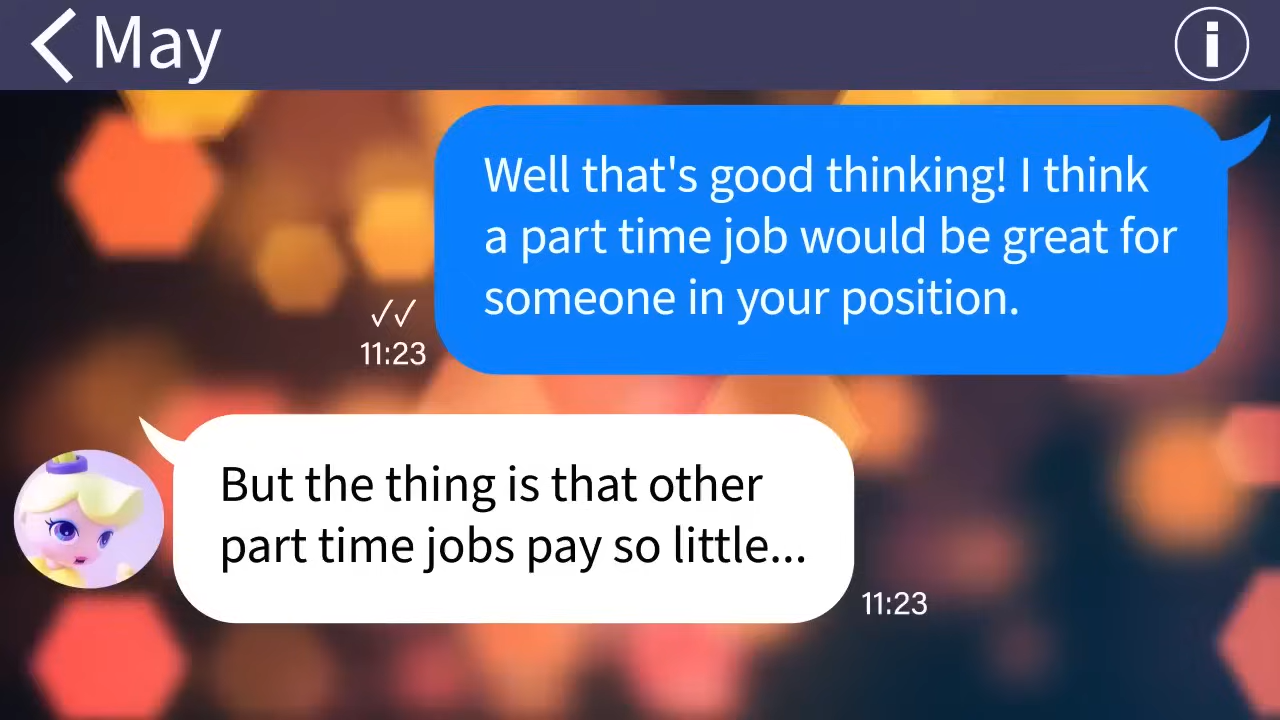 May
Well that's good thinking! I think
a part time job would be great for
someone in your position.
11:23
But the thing is that other
part time jobs pay so little...
11:23